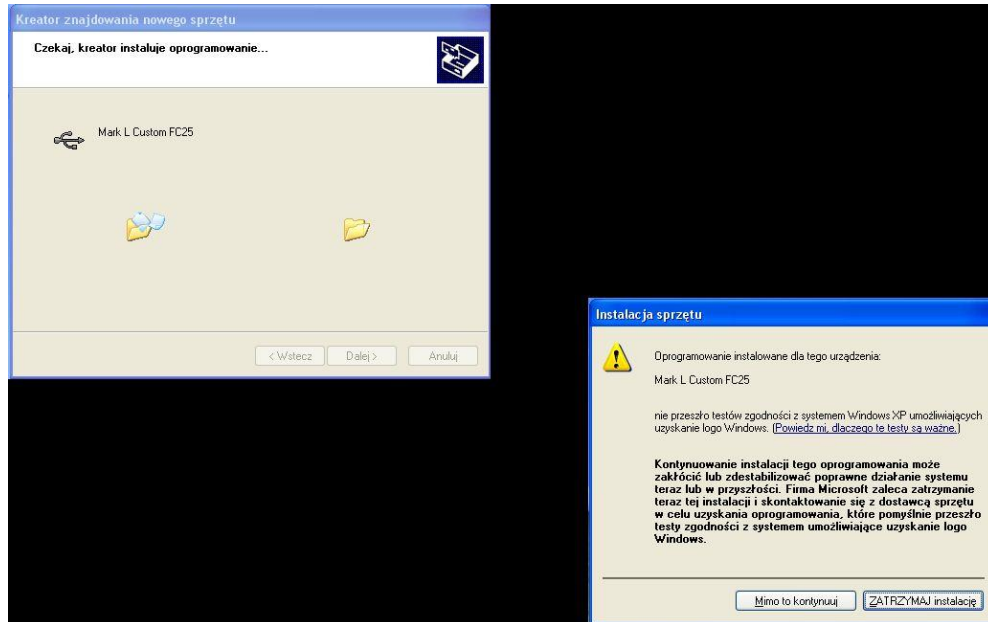 Kreator znajdowania nowego sprzętu
Czekaj, kreator instaluje oprogramowanie...
Mark L Custom FC25
< Wstecz
Dalej >
Anuluj
Instalacja sprzętu
Oprogramowanie instalowane dla tego urządzenia:
Mark L Custom FC25
nie przeszło testów zgodności z systemem Windows XP umożliwiających
uzyskanie logo Windows. (Powiedz mi, dlaczego te testy są ważne.)
Kontynuowanie instalacji tego oprogramowania może
zakłócić lub zdestabilizować poprawne działanie systemu
teraz lub w przyszłości. Firma Microsoft zaleca zatrzymanie
teraz tej instalacji i skontaktowanie się z dostawcą sprzętu
w celu uzyskania oprogramowania, które pomyślnie przeszło
testy zgodności z systemem umożliwiające uzyskanie logo
Windows.
Mimo to kontynuuj
ZATRZYMAJ instalację